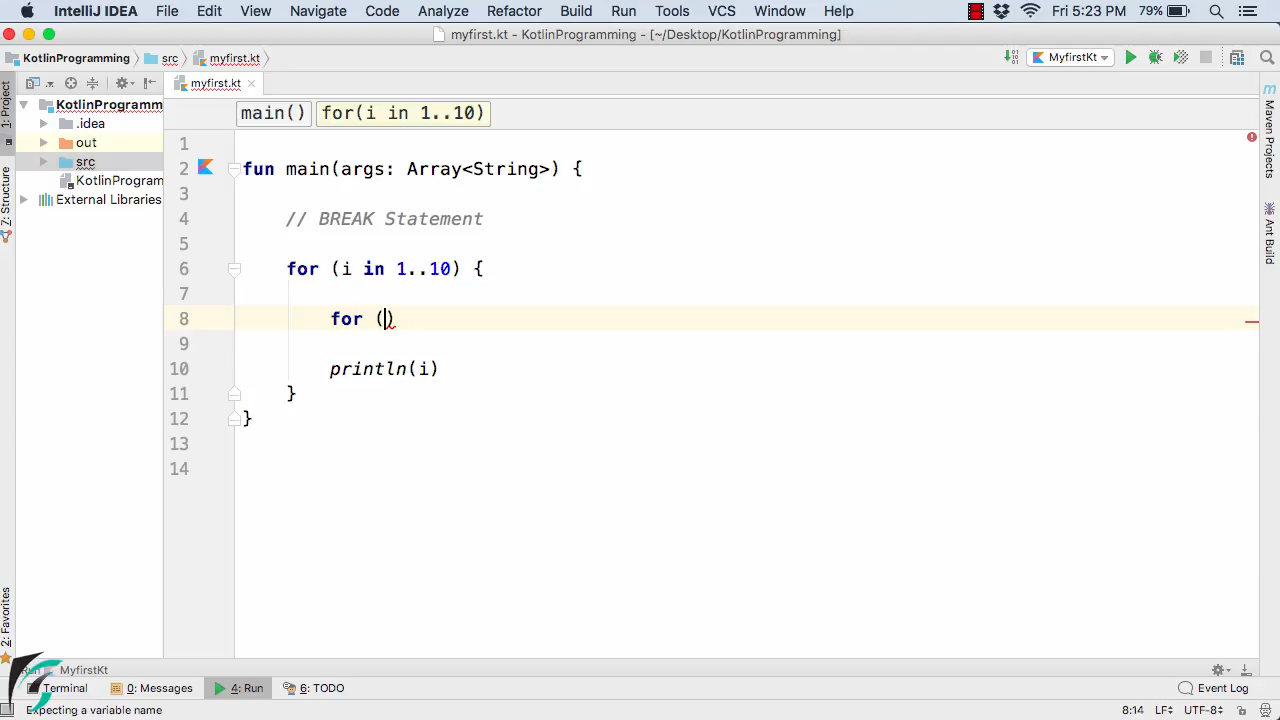 IntelliJ IDEA File Edit View Navigate Code Analyze Refactor Build Run Tools VCS Window Help Fri 5:23 PM 79%
myfirst.kt - KotlinProgramming - [~/Desktop/KotlinProgramming]
KotlinProgramming src myfirst.kt MyfirstKt
1: Project
myfirst.kt
KotlinProgramm
.idea
out
src
KotlinProgram
External Libraries
Z: Structure
2: Favorites
main() for(i in 1..10)
1
2 fun main(args: Array<String>) {
3
4 // BREAK Statement
5
6 for (i in 1..10) {
7
8 for ()
9
10 println(i)
11 }
12 }
13
14
Maven Projects
Ant Build
Run MyfirstKt
Terminal 0: Messages 4: Run 6: TODO Event Log
Expecting a variable name 8:14 LF UTF-8